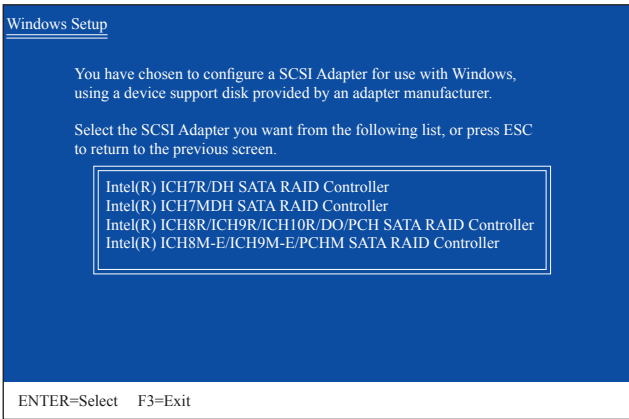 Windows Setup
You have chosen to configure a SCSI Adapter for use with Windows,
using a device support disk provided by an adapter manufacturer.
Select the SCSI Adapter you want from the following list, or press ESC
to return to the previous screen.
Intel(R) ICH7R/DH SATA RAID Controller
Intel(R) ICH7MDH SATA RAID Controller
Intel(R) ICH8R/ICH9R/ICH10R/DO/PCH SATA RAID Controller
Intel(R) ICH8M-E/ICH9M-E/PCHM SATA RAID Controller
ENTER=Select F3=Exit